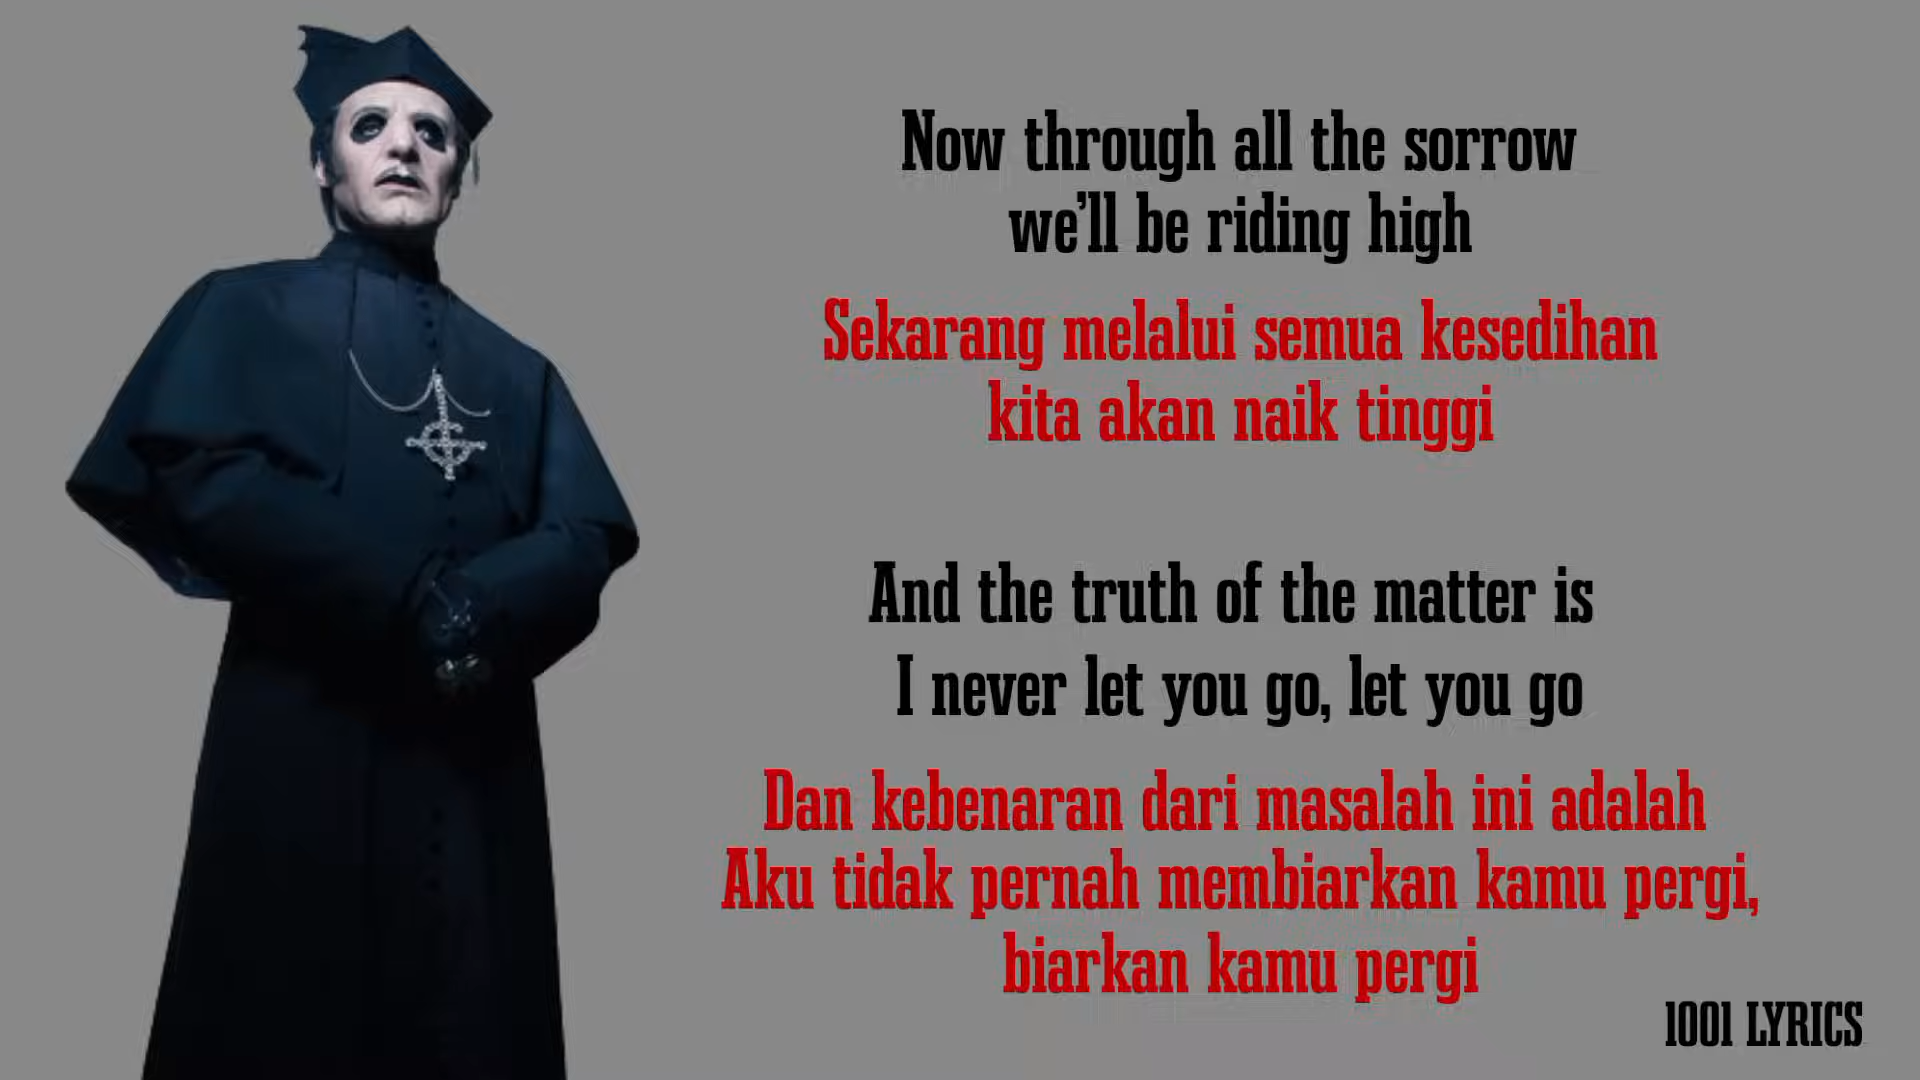 Now through all the sorrow
we'll be riding high
Sekarang melalui semua kesedihan
kita akan naik tinggi
And the truth of the matter is
I never let you go, let you go
Dan kebenaran dari masalah ini adalah
Aku tidak pernah membiarkan kamu pergi,
biarkan kamu pergi
1001 LYRICS